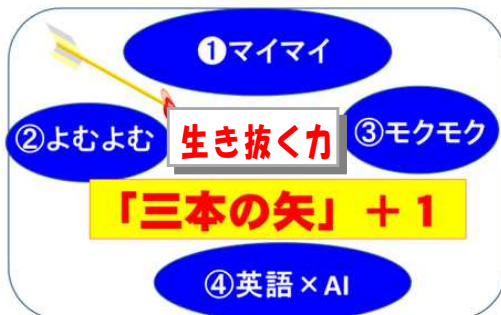 ❶マイマイ
②よむよむ
生き抜く力
③モクモク
「三本の矢」＋１
④英語×AI